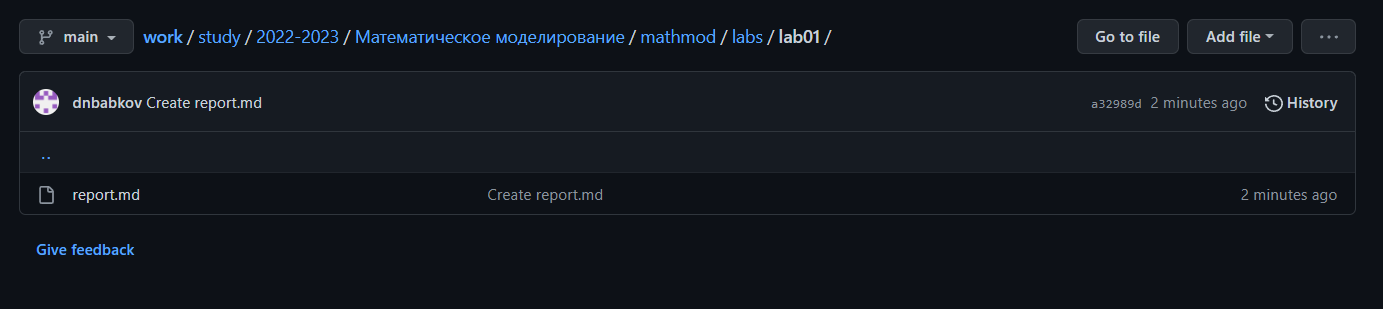 main work / study / 2022-2023 / Математическое моделирование / mathmod / labs / lab01 / Go to file Add file ...
dnbabkov Create report.md a32989d 2 minutes ago History
..
report.md Create report.md 2 minutes ago
Give feedback